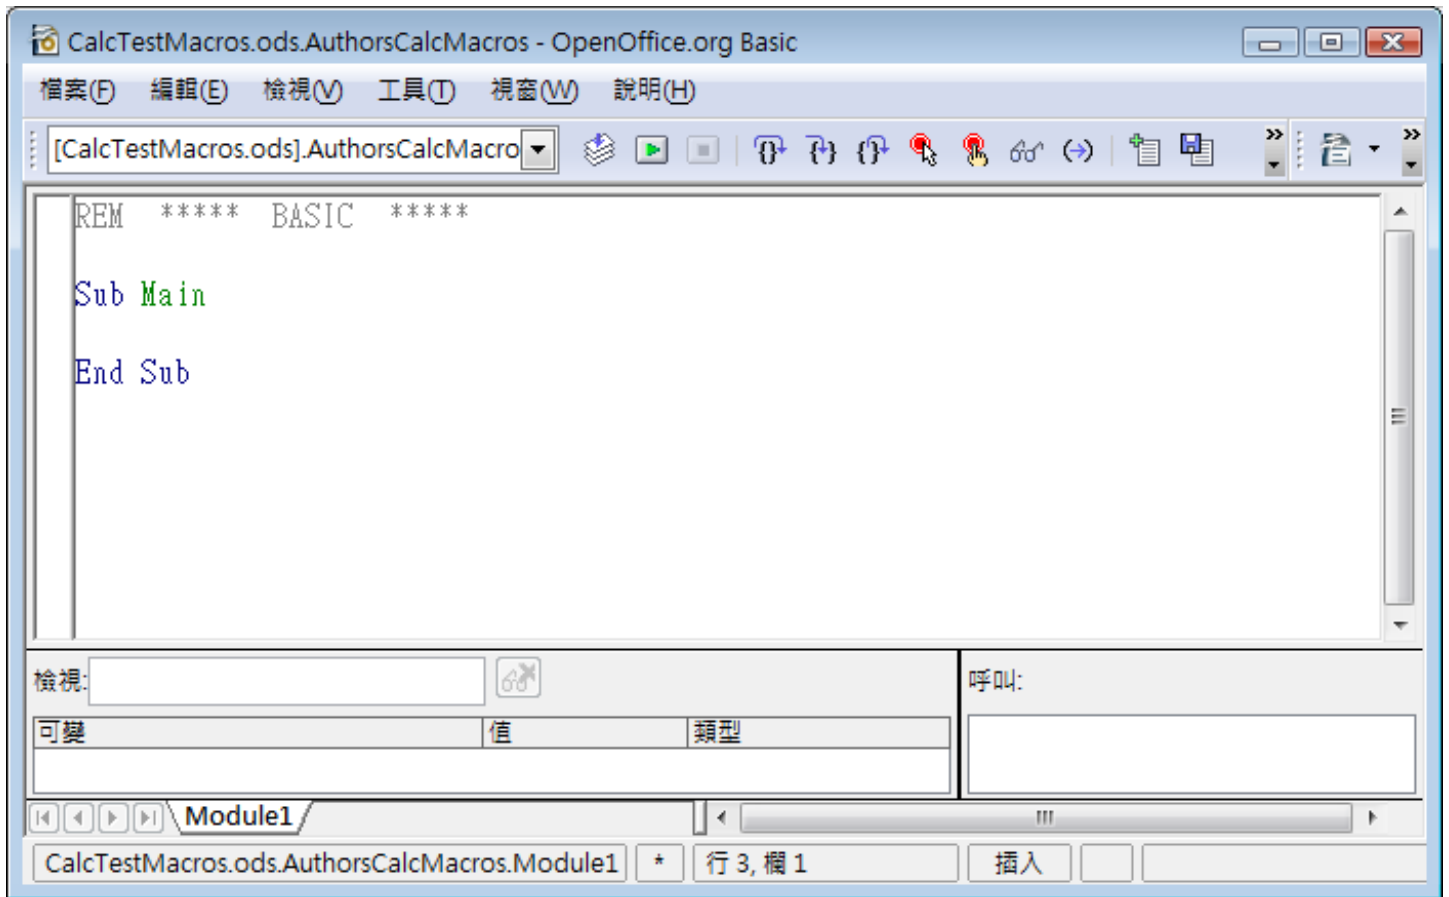 CalcTestMacros.ods.AuthorsCalcMacros - OpenOffice.org Basic
檔案(F) 編輯(E) 檢視(V) 工具(T) 視窗(W) 說明(H)
[CalcTestMacros.ods].AuthorsCalcMacro
REM ***** BASIC *****
Sub Main
End Sub
檢視: 呼叫:
可變 值 類型
Module1
CalcTestMacros.ods.AuthorsCalcMacros.Module1 * 行 3, 欄 1 插入